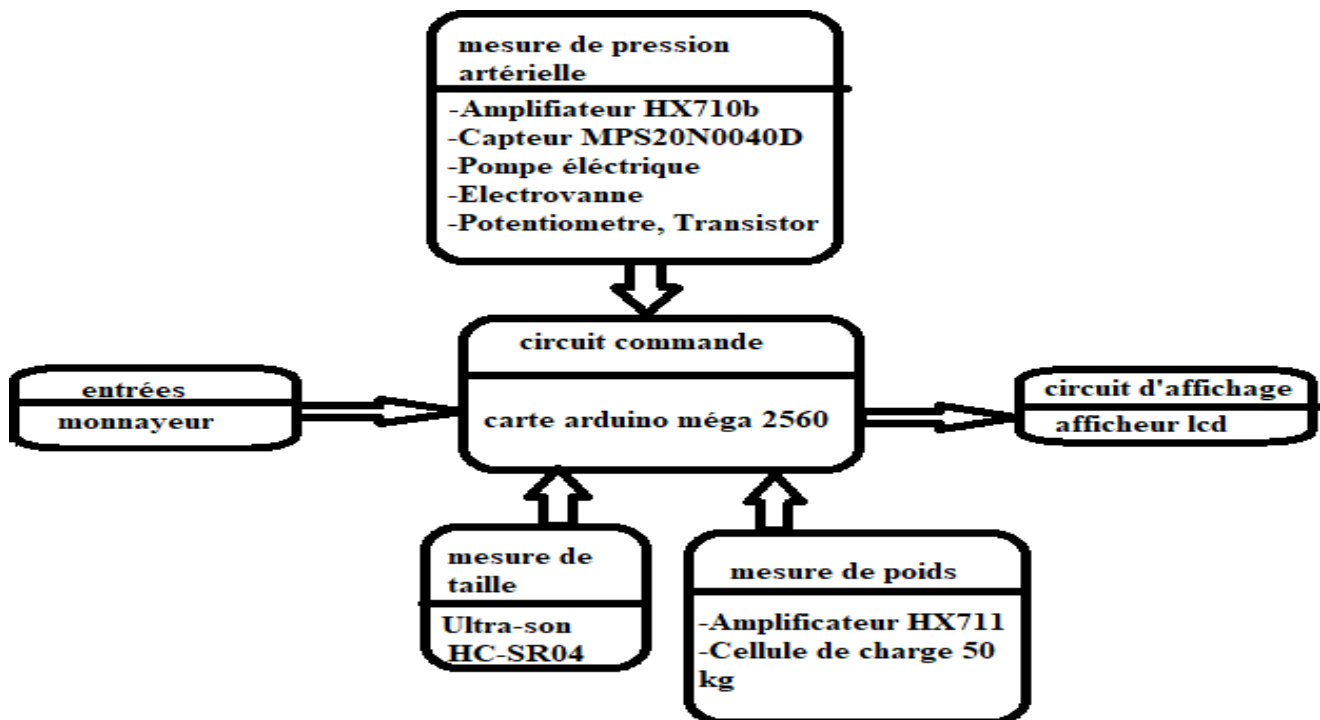 mesure de pression
artérielle
-Amplifiateur HX710b
-Capteur MPS20N0040D
-Pompe éléctrique
-Electrovanne
-Potentiometre, Transistor
circuit commande
carte arduino méga 2560
entrées
monnayeur
circuit d'affichage
afficheur lcd
mesure de
taille
Ultra-son
HC-SR04
mesure de poids
-Amplificateur HX711
-Cellule de charge 50
kg